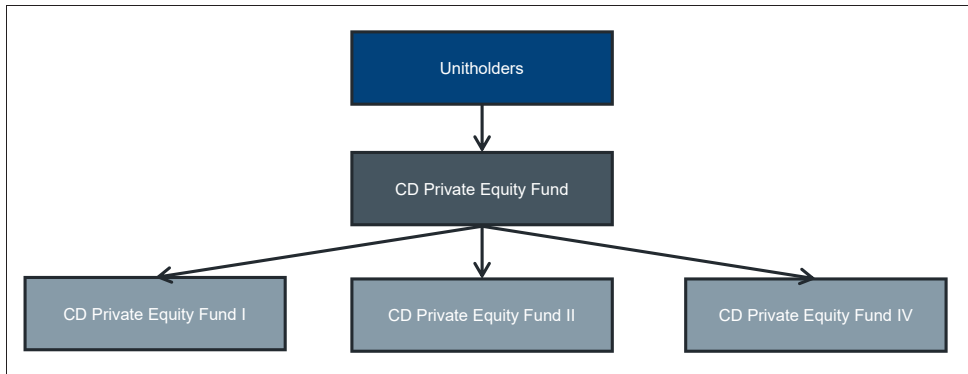 Unitholders
CD Private Equity Fund
CD Private Equity Fund I
CD Private Equity Fund II
CD Private Equity Fund IV